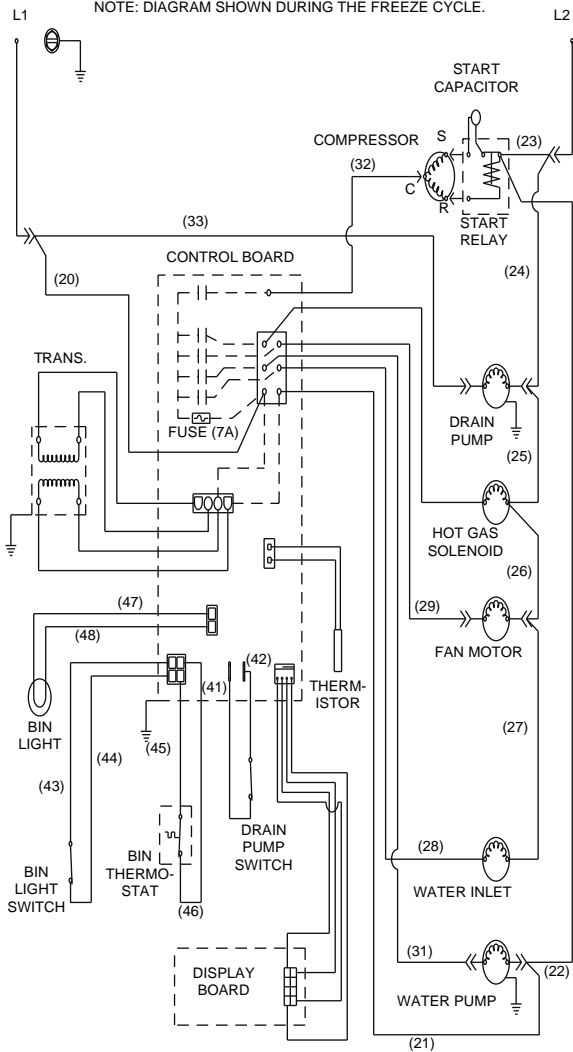 NOTE: DIAGRAM SHOWN DURING THE FREEZE CYCLE.
L1
L2
START
CAPACITOR
COMPRESSOR
S
(23)
(32)
C
R
START
RELAY
(33)
CONTROL BOARD
(20)
(24)
TRANS.
FUSE (7A)
DRAIN
PUMP
(25)
HOT GAS
SOLENOID
(26)
(47)
(29)
(48)
FAN MOTOR
(42)
(41)
THERM-
ISTOR
BIN
LIGHT
(45)
(44)
(27)
(43)
DRAIN
PUMP
SWITCH
BIN
THERMO-
STAT
(28)
BIN
LIGHT
SWITCH
WATER INLET
(46)
(31)
DISPLAY
BOARD
(22)
WATER PUMP
(21)